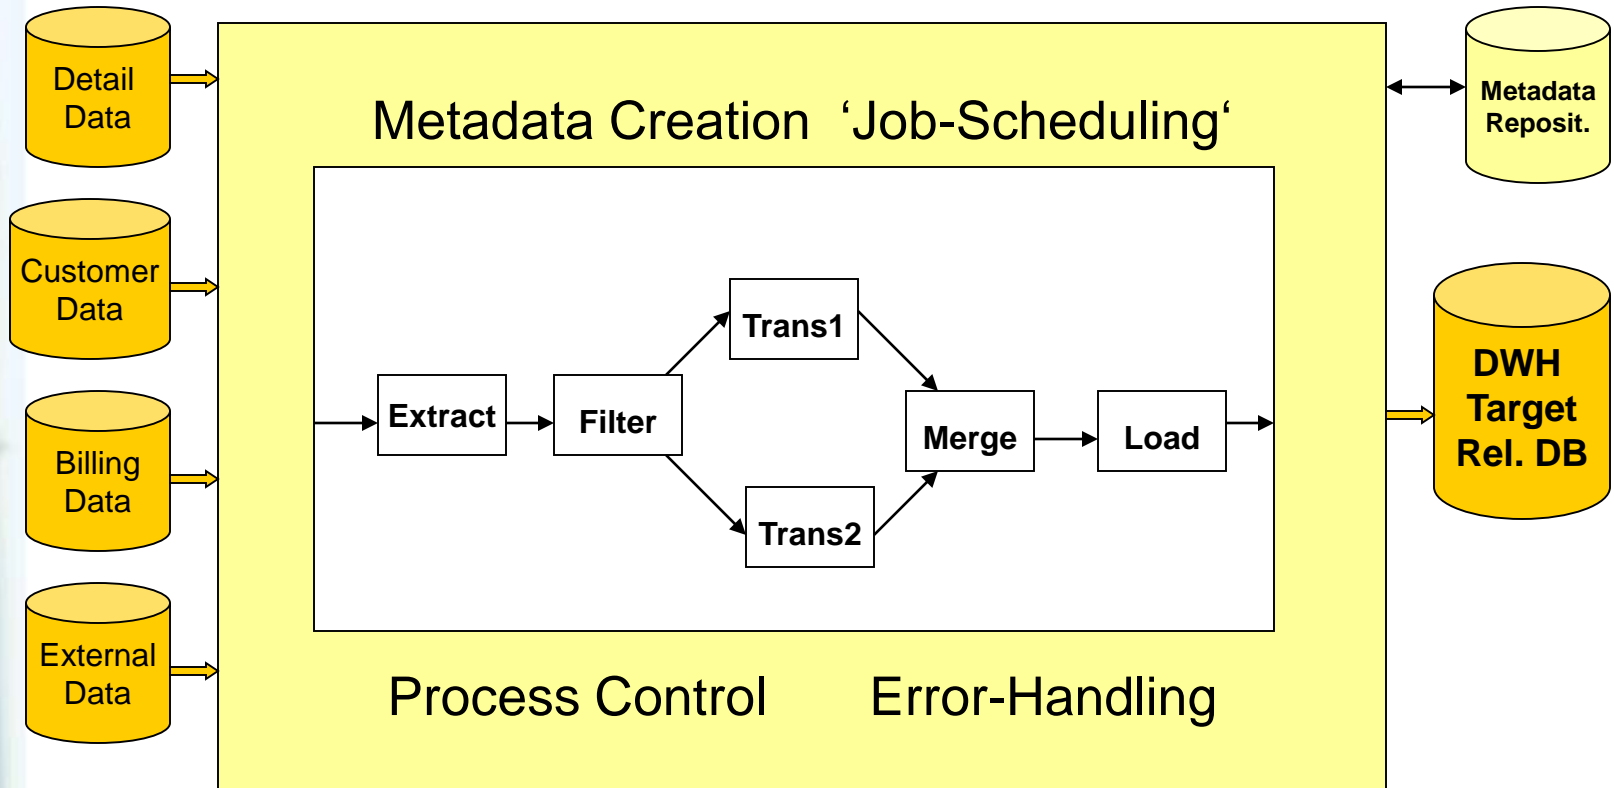 Detail
Data
Customer
Data
Billing
Data
External
Data
Metadata Creation ‘Job-Scheduling‘
Extract
Filter
Trans1
Trans2
Merge
Load
Process Control Error-Handling
Metadata
Reposit.
DWH
Target
Rel. DB